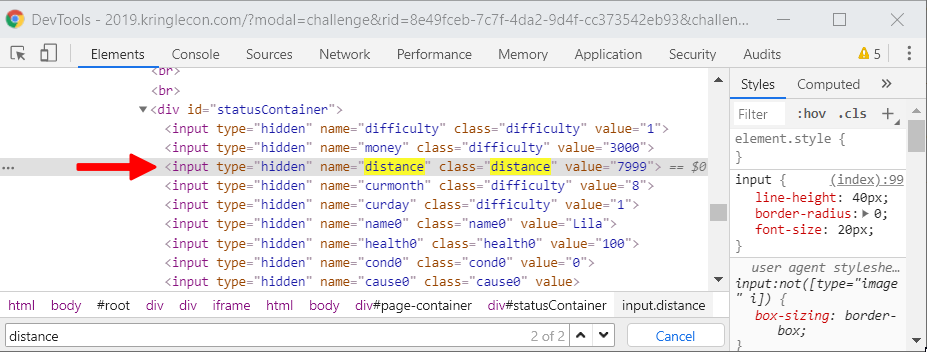 DevTools - 2019.kringlecon.com/?modal=challenge&rid=8e49fceb-7c7f-4da2-9d4f-cc373542eb93&challen...
Elements Console Sources Network Performance Memory Application Security Audits 5
<br>
<br>
<div id="statusContainer">
<input type="hidden" name="difficulty" class="difficulty" value="1">
<input type="hidden" name="money" class="difficulty" value="3000">
... <input type="hidden" name="distance" class="distance" value="7999"> == $0
<input type="hidden" name="curmonth" class="difficulty" value="8">
<input type="hidden" name="curday" class="difficulty" value="1">
<input type="hidden" name="name0" class="name0" value="Lila">
<input type="hidden" name="health0" class="health0" value="100">
<input type="hidden" name="cond0" class="cond0" value="0">
<input type="hidden" name="cause0" class="cause0" value>
html body #root div div iframe html body div#page-container div#statusContainer input.distance
distance 2 of 2 Cancel
Styles Computed »
Filter :hov .cls +
element.style {
}
input { (index):99
line-height: 40px;
border-radius: 0;
font-size: 20px;
}
user agent styleshe...
input:not([type="image
" i]) {
box-sizing: border-
box;
}